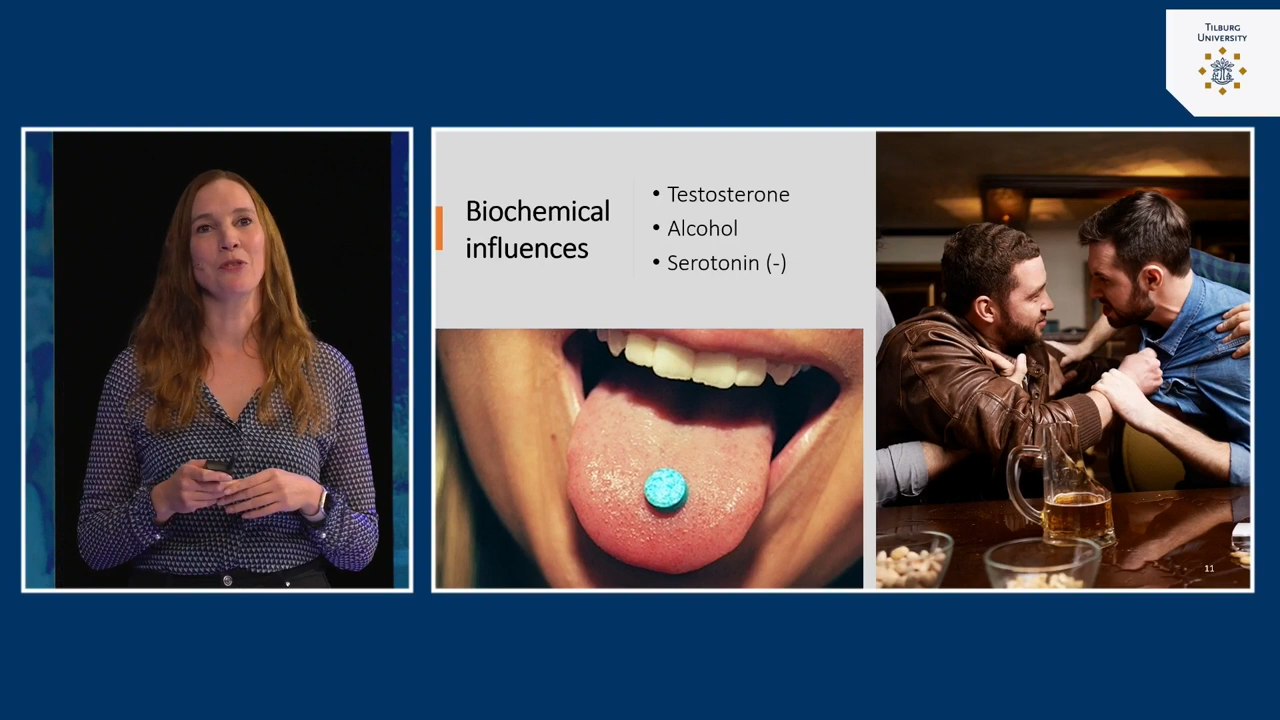 TILBURG
UNIVERSITY
Biochemical
influences
• Testosterone
• Alcohol
• Serotonin (-)
11